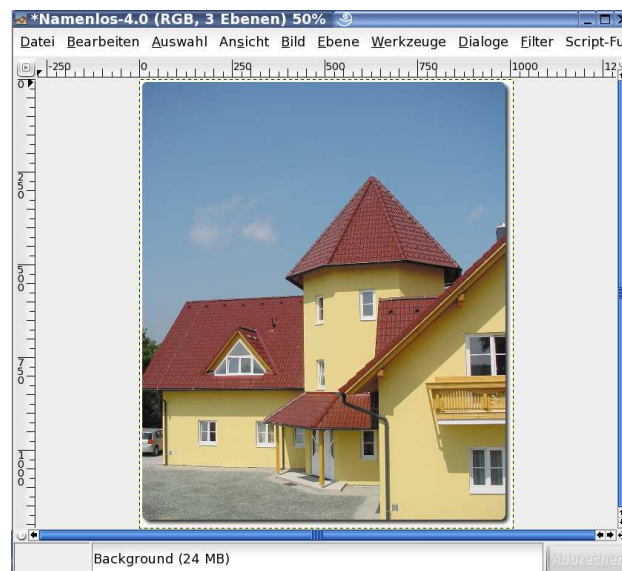 *Namenlos-4.0 (RGB, 3 Ebenen) 50%
Datei Bearbeiten Auswahl Ansicht Bild Ebene Werkzeuge Dialoge Filter Script-Fu
-250 0 250 500 750 1000 12
0
250
500
750
1000
Background (24 MB) Abbrechen